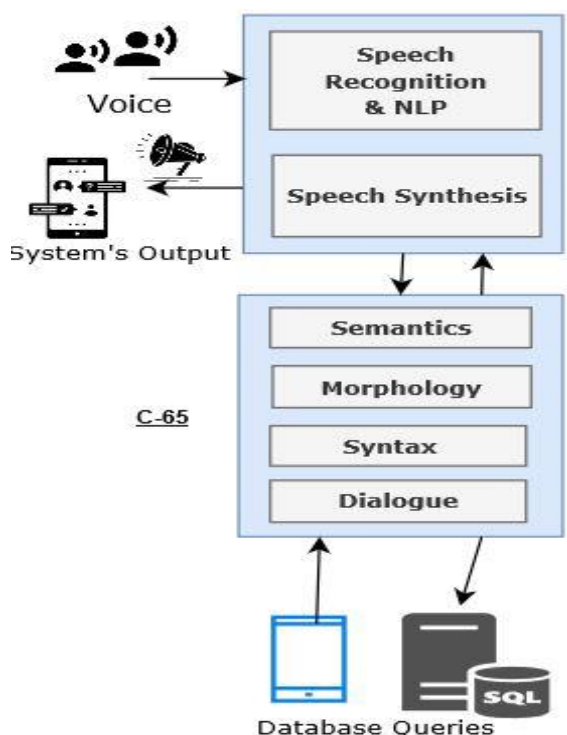 Voice
Speech
Recognition
& NLP
Speech Synthesis
System's Output
Semantics
Morphology
C-65
Syntax
Dialogue
SQL
Database Queries